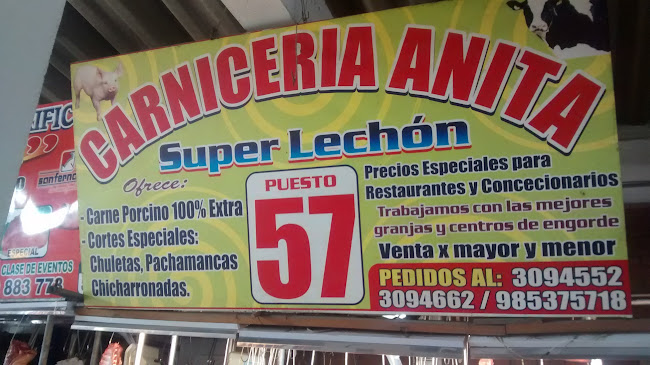 CARNICERIA ANITA
Super Lechón
Ofrece:
- Carne Porcino 100% Extra
- Cortes Especiales:
Chuletas, Pachamancas
Chicharronadas.
PUESTO
57
Precios Especiales para
Restaurantes y Concecionarios
Trabajamos con las mejores
granjas y centros de engorde
Venta x mayor y menor
PEDIDOS AL: 3094552
3094662 / 985375718
ESPECIAL
CLASE DE EVENTOS